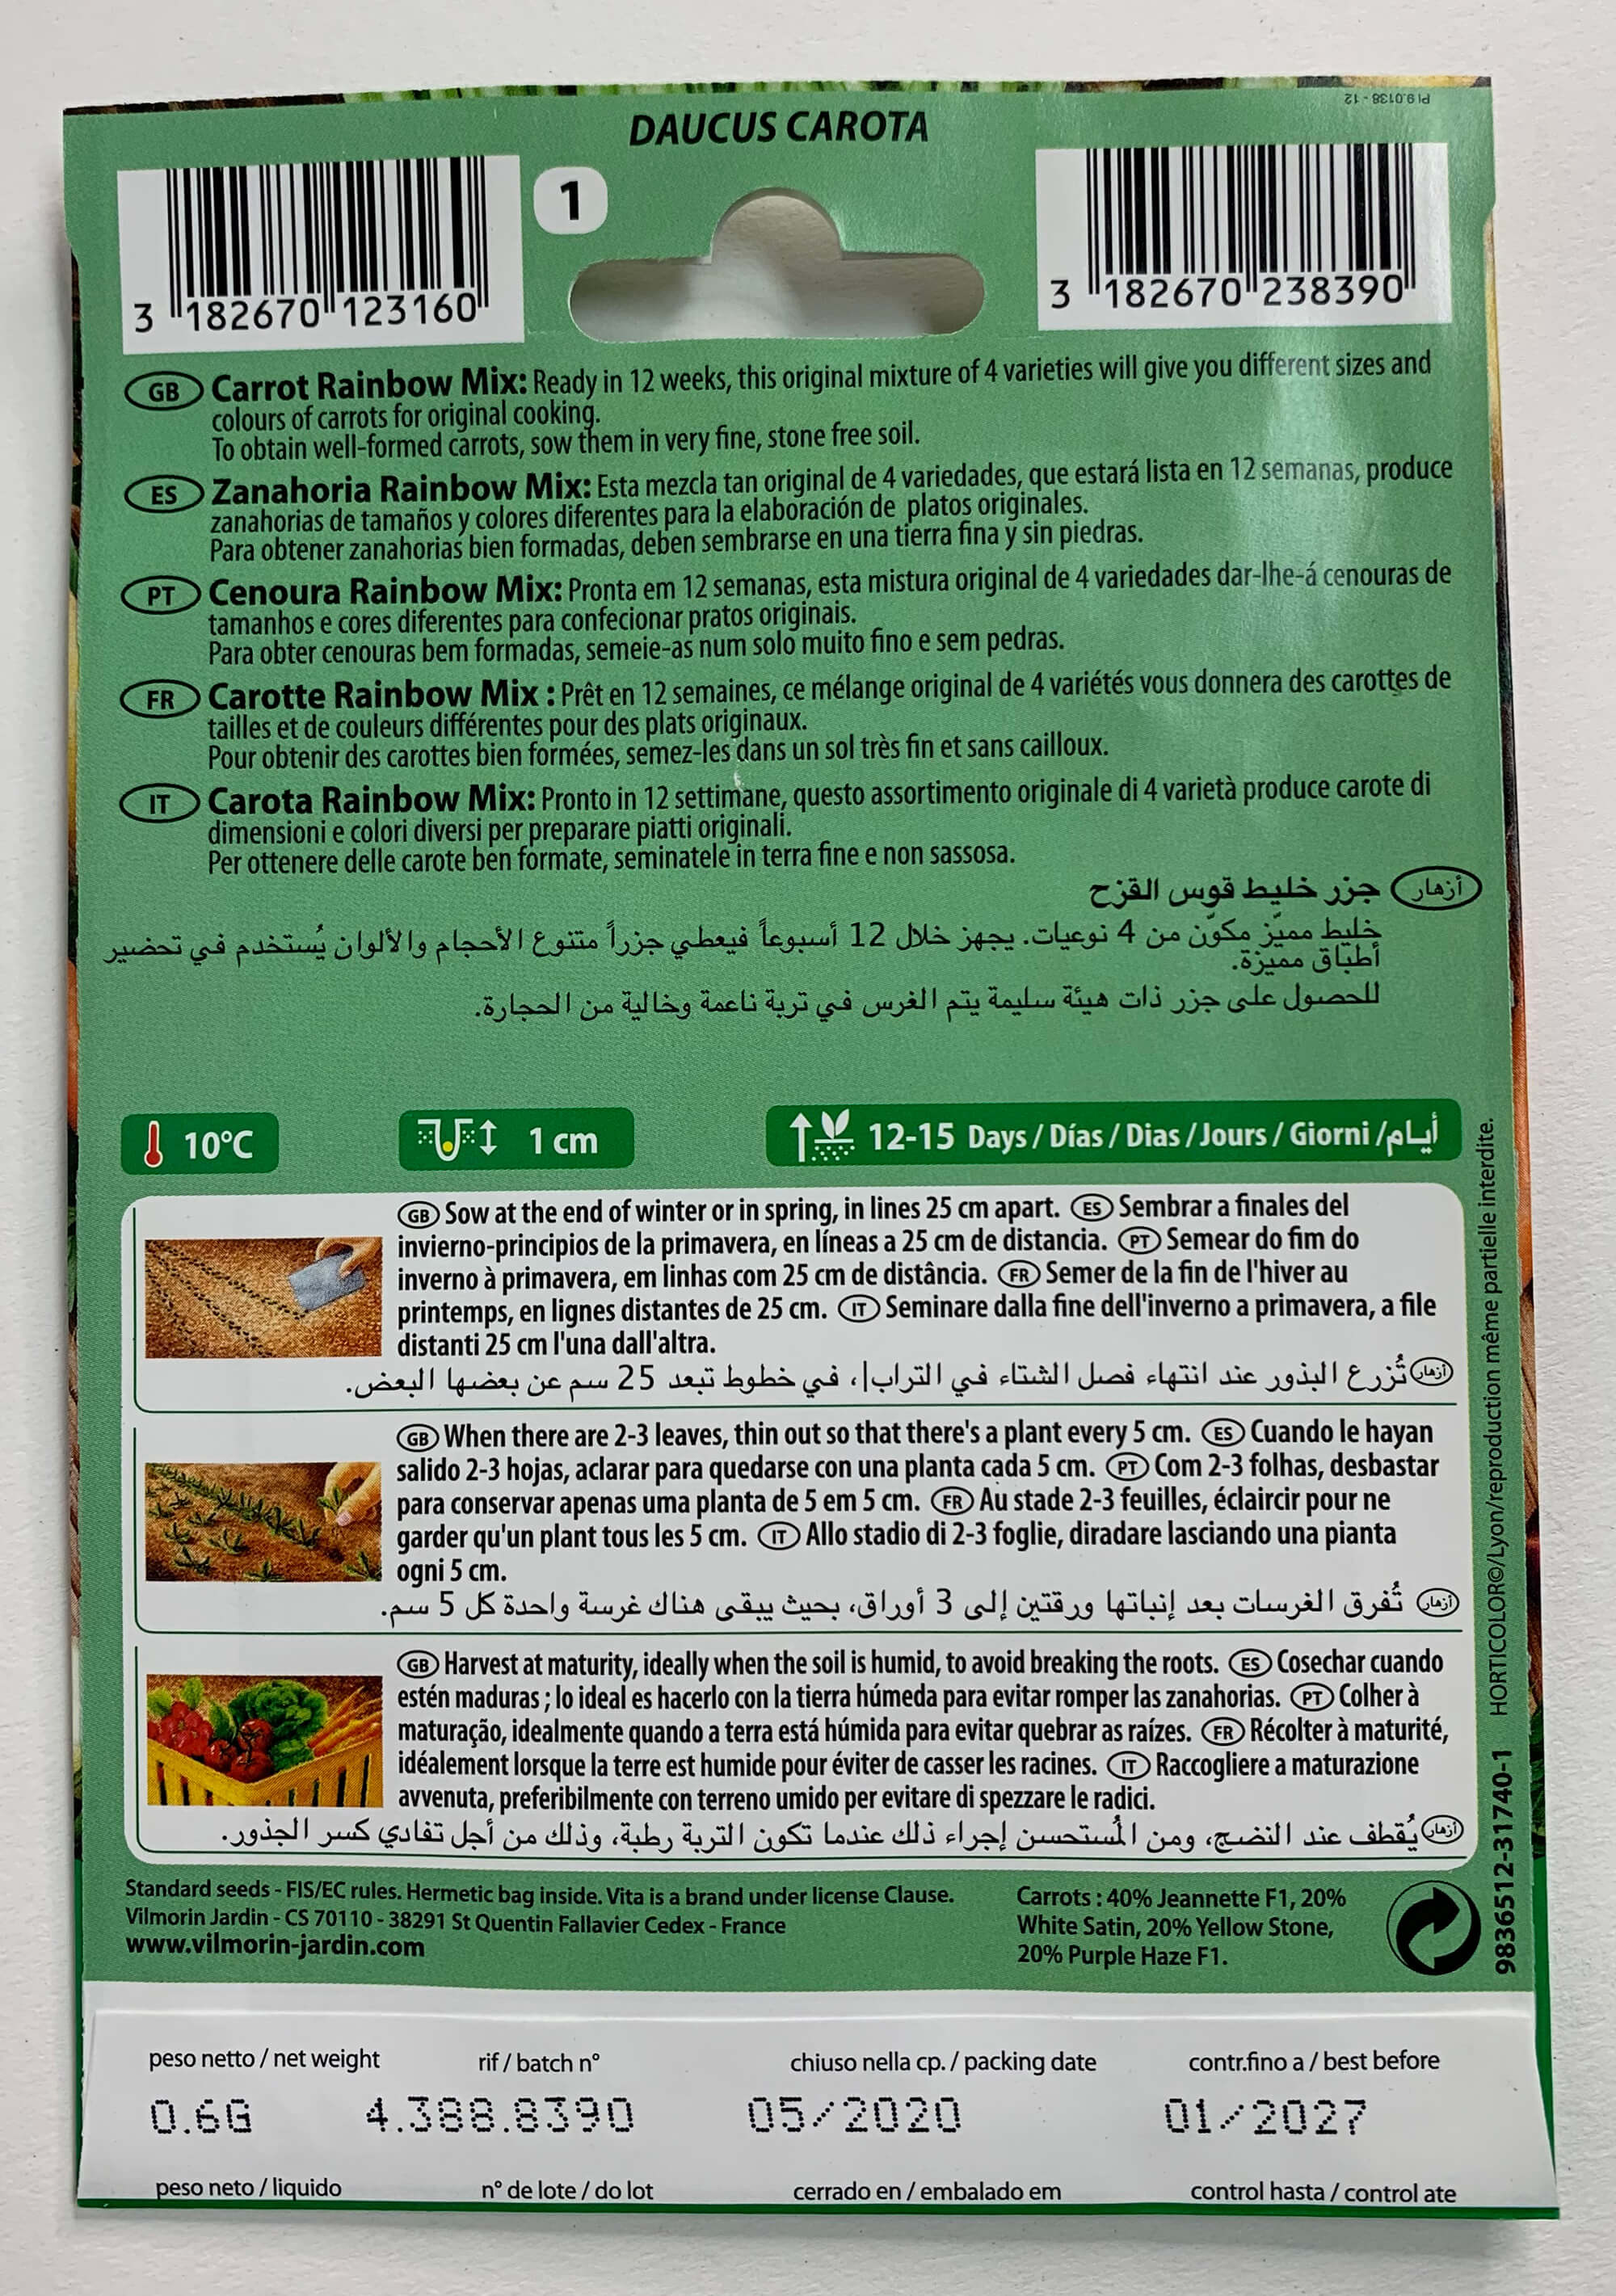 PI 9.0138 - 12
DAUCUS CAROTA
1
3 182670 123160
3 182670 238390
GB Carrot Rainbow Mix: Ready in 12 weeks, this original mixture of 4 varieties will give you different sizes and
colours of carrots for original cooking.
To obtain well-formed carrots, sow them in very fine, stone free soil.
ES Zanahoria Rainbow Mix: Esta mezcla tan original de 4 variedades, que estará lista en 12 semanas, produce
zanahorias de tamaños y colores diferentes para la elaboración de platos originales.
Para obtener zanahorias bien formadas, deben sembrarse en una tierra fina y sin piedras.
PT Cenoura Rainbow Mix: Pronta em 12 semanas, esta mistura original de 4 variedades dar-lhe-á cenouras de
tamanhos e cores diferentes para confecionar pratos originais.
Para obter cenouras bem formadas, semeie-as num solo muito fino e sem pedras.
FR Carotte Rainbow Mix : Prêt en 12 semaines, ce mélange original de 4 variétés vous donnera des carottes de
tailles et de couleurs différentes pour des plats originaux.
Pour obtenir des carottes bien formées, semez-les dans un sol très fin et sans cailloux.
IT Carota Rainbow Mix: Pronto in 12 settimane, questo assortimento originale di 4 varietà produce carote di
dimensioni e colori diversi per preparare piatti originali.
Per ottenere delle carote ben formate, seminatele in terra fine e non sassosa.
أزهار جزر خليط قوس القزح
خليط مميّز مكوّن من 4 نوعيات. يجهز خلال 12 أسبوعاً فيعطي جزراً متنوع الأحجام والألوان يُستخدم في تحضير
أطباق مميزة.
للحصول على جزر ذات هيئة سليمة يتم الغرس في تربة ناعمة وخالية من الحجارة.
10°C
1 cm
12-15 Days / Días / Dias / Jours / Giorni / أيام
GB Sow at the end of winter or in spring, in lines 25 cm apart. ES Sembrar a finales del
invierno-principios de la primavera, en líneas a 25 cm de distancia. PT Semear do fim do
inverno à primavera, em linhas com 25 cm de distância. FR Semer de la fin de l'hiver au
printemps, en lignes distantes de 25 cm. IT Seminare dalla fine dell'inverno a primavera, a file
distanti 25 cm l'una dall'altra.
أزهار تُزرع البذور عند انتهاء فصل الشتاء في التراب|، في خطوط تبعد 25 سم عن بعضها البعض.
GB When there are 2-3 leaves, thin out so that there's a plant every 5 cm. ES Cuando le hayan
salido 2-3 hojas, aclarar para quedarse con una planta cada 5 cm. PT Com 2-3 folhas, desbastar
para conservar apenas uma planta de 5 em 5 cm. FR Au stade 2-3 feuilles, éclaircir pour ne
garder qu'un plant tous les 5 cm. IT Allo stadio di 2-3 foglie, diradare lasciando una pianta
ogni 5 cm.
أزهار تُفرق الغرسات بعد إنباتها ورقتين إلى 3 أوراق، بحيث يبقى هناك غرسة واحدة كل 5 سم.
GB Harvest at maturity, ideally when the soil is humid, to avoid breaking the roots. ES Cosechar cuando
estén maduras ; lo ideal es hacerlo con la tierra húmeda para evitar romper las zanahorias. PT Colher à
maturação, idealmente quando a terra está húmida para evitar quebrar as raízes. FR Récolter à maturité,
idéalement lorsque la terre est humide pour éviter de casser les racines. IT Raccogliere a maturazione
avvenuta, preferibilmente con terreno umido per evitare di spezzare le radici.
أزهار يُقطف عند النضج، ومن المُستحسن إجراء ذلك عندما تكون التربة رطبة، وذلك من أجل تفادي كسر الجذور.
9836512-31740-1 HORTICOLOR©/Lyon/reproduction même partielle interdite.
Standard seeds - FIS/EC rules. Hermetic bag inside. Vita is a brand under license Clause.
Vilmorin Jardin - CS 70110 - 38291 St Quentin Fallavier Cedex - France
www.vilmorin-jardin.com
Carrots : 40% Jeannette F1, 20%
White Satin, 20% Yellow Stone,
20% Purple Haze F1.
peso netto / net weight rif / batch n° chiuso nella cp. / packing date contr.fino a / best before
0.6G 4.388.8390 05/2020 01/2027
peso neto / liquido n° de lote / do lot cerrado en / embalado em control hasta / control ate